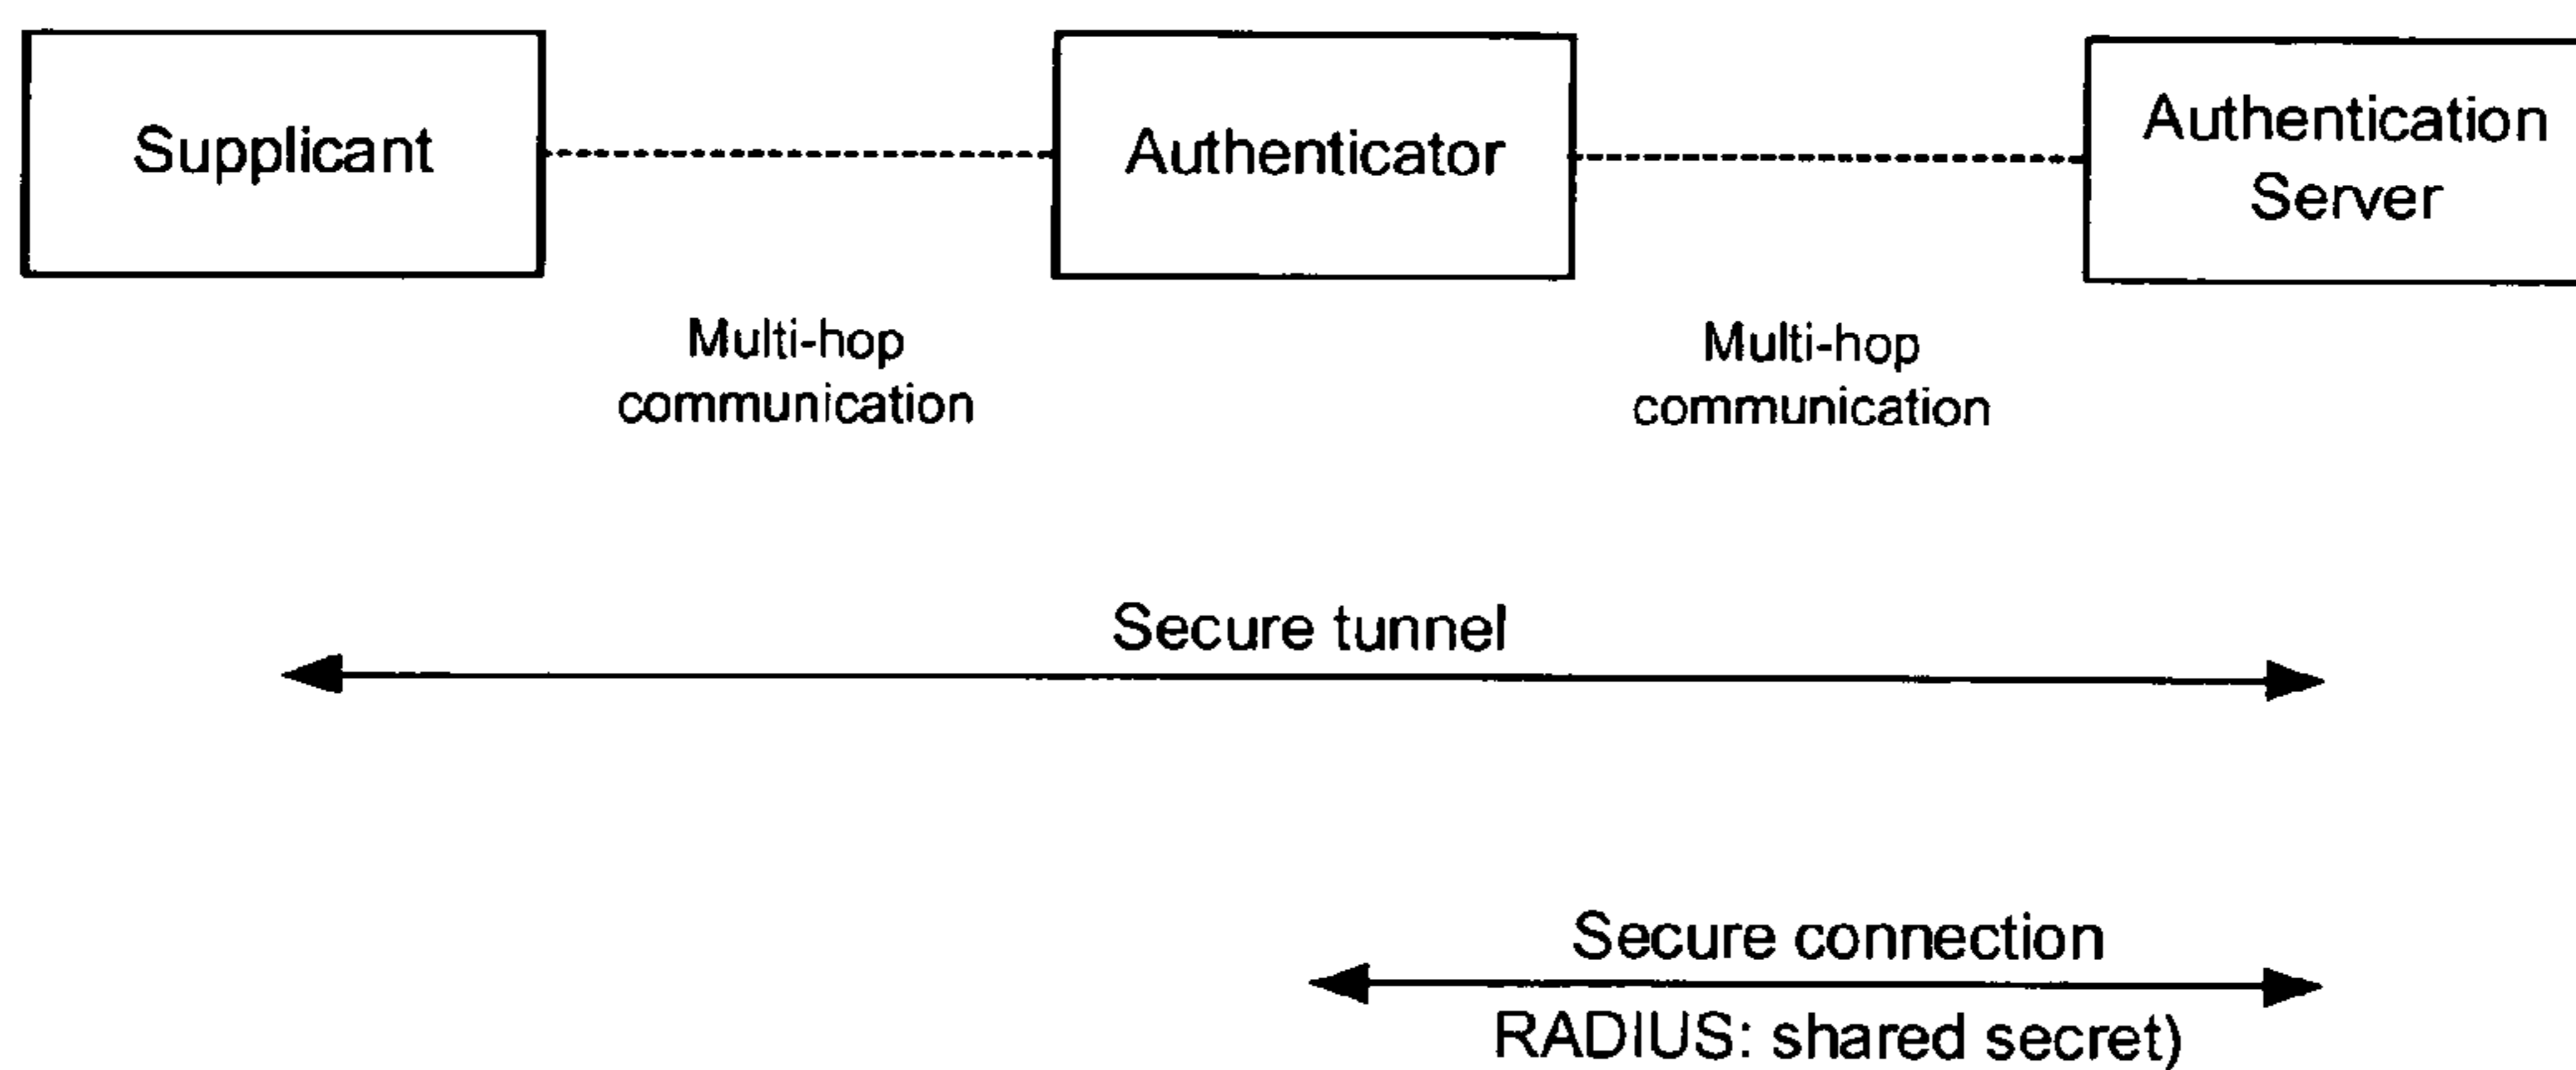 Supplicant
Authenticator
Authentication
Server
Multi-hop
communication
Multi-hop
communication
Secure tunnel
Secure connection
RADIUS: shared secret)